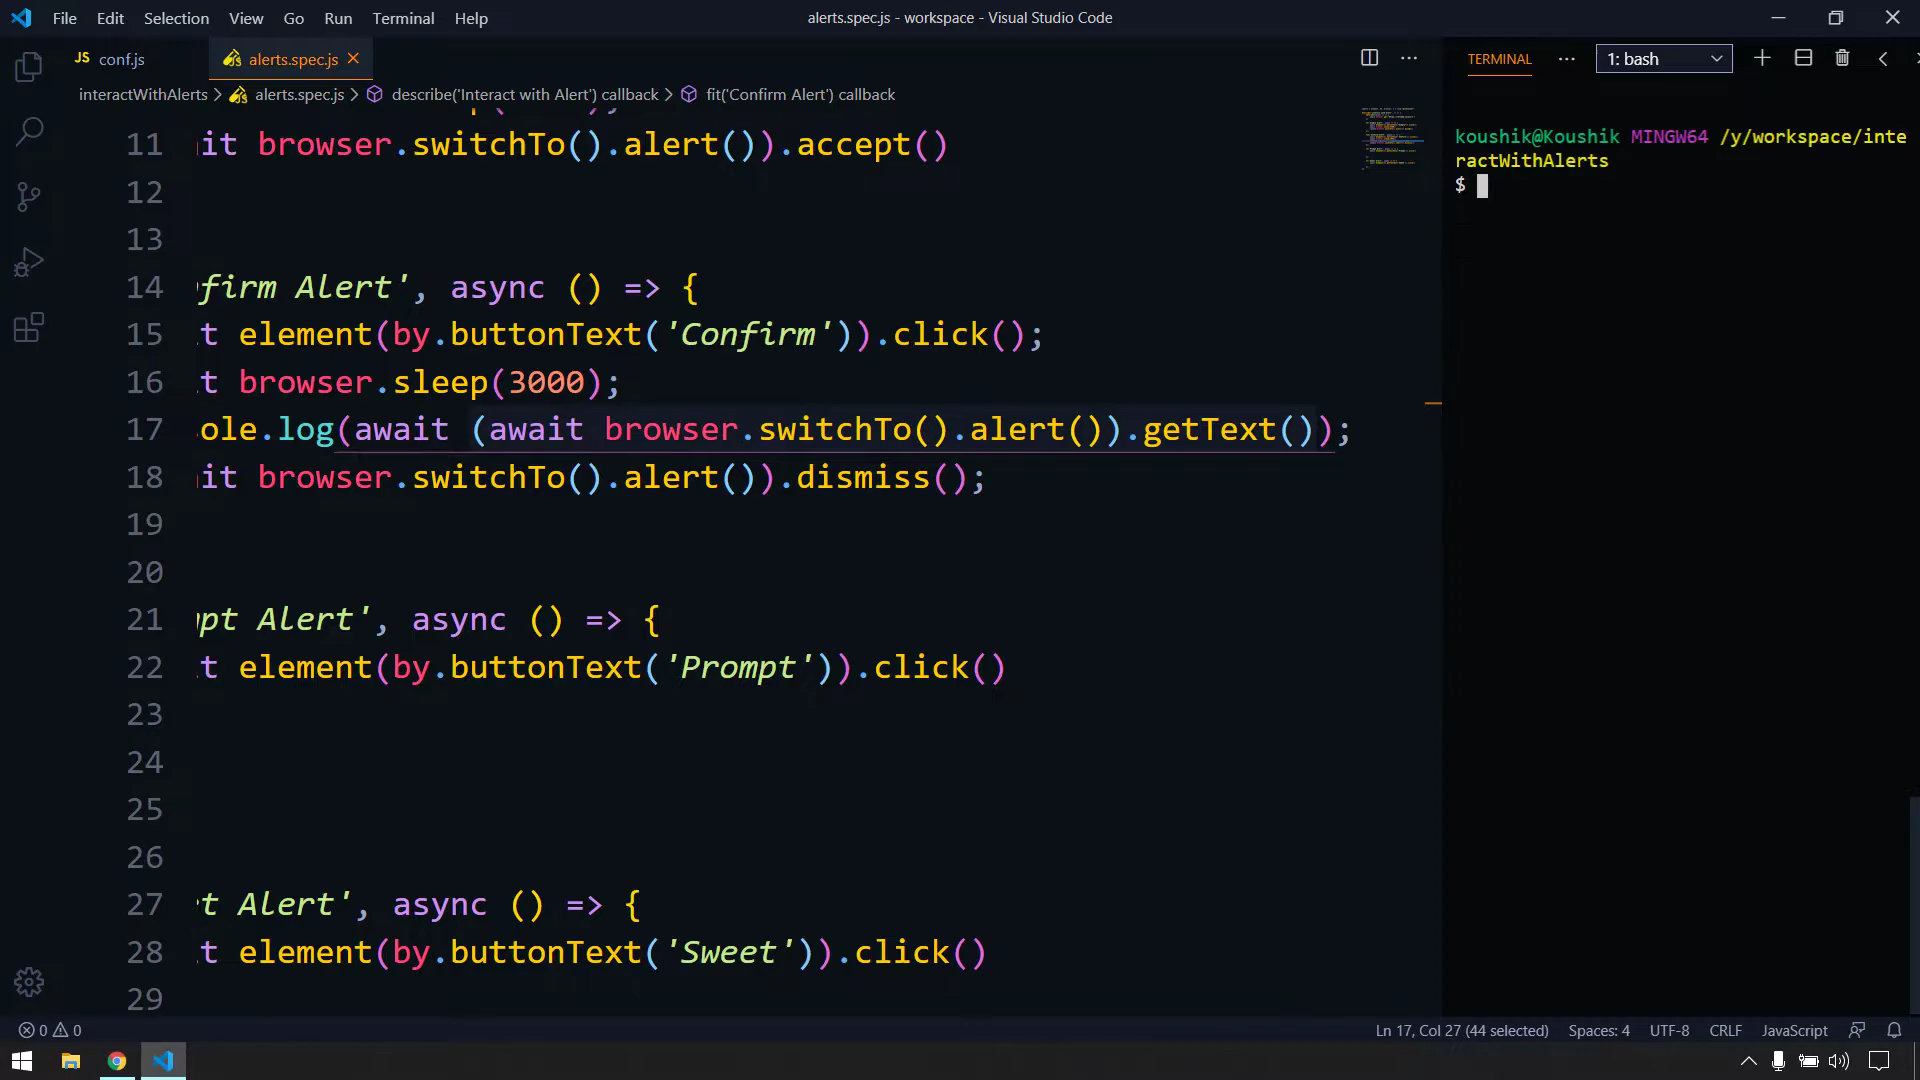 File Edit Selection View Go Run Terminal Help
alerts.spec.js - workspace - Visual Studio Code
JS conf.js
alerts.spec.js
TERMINAL
1: bash
interactWithAlerts > alerts.spec.js > describe('Interact with Alert') callback > fit('Confirm Alert') callback
11 it browser.switchTo().alert()).accept()
12
13
14 firm Alert', async () => {
15 t element(by.buttonText('Confirm')).click();
16 t browser.sleep(3000);
17 ole.log(await (await browser.switchTo().alert()).getText());
18 it browser.switchTo().alert()).dismiss();
19
20
21 pt Alert', async () => {
22 t element(by.buttonText('Prompt')).click()
23
24
25
26
27 t Alert', async () => {
28 t element(by.buttonText('Sweet')).click()
29
koushik@Koushik MINGW64 /y/workspace/inte
ractWithAlerts
$
0 0
Ln 17, Col 27 (44 selected) Spaces: 4 UTF-8 CRLF JavaScript